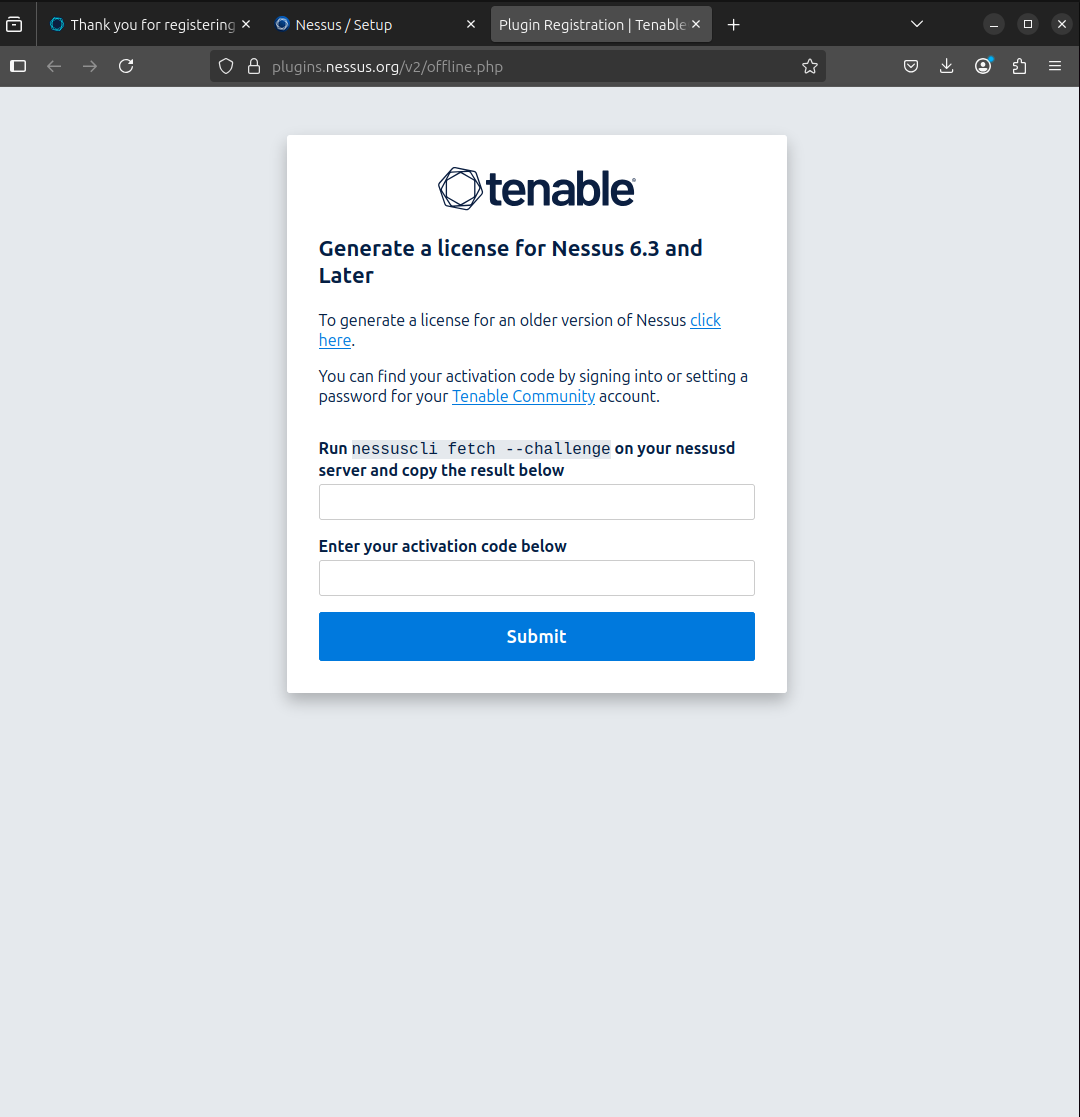 Thank you for registering
Nessus / Setup
Plugin Registration | Tenable
plugins.nessus.org/v2/offline.php
tenable
Generate a license for Nessus 6.3 and
Later
To generate a license for an older version of Nessus click
here.
You can find your activation code by signing into or setting a
password for your Tenable Community account.
Run nessuscli fetch --challenge on your nessusd
server and copy the result below
Enter your activation code below
Submit